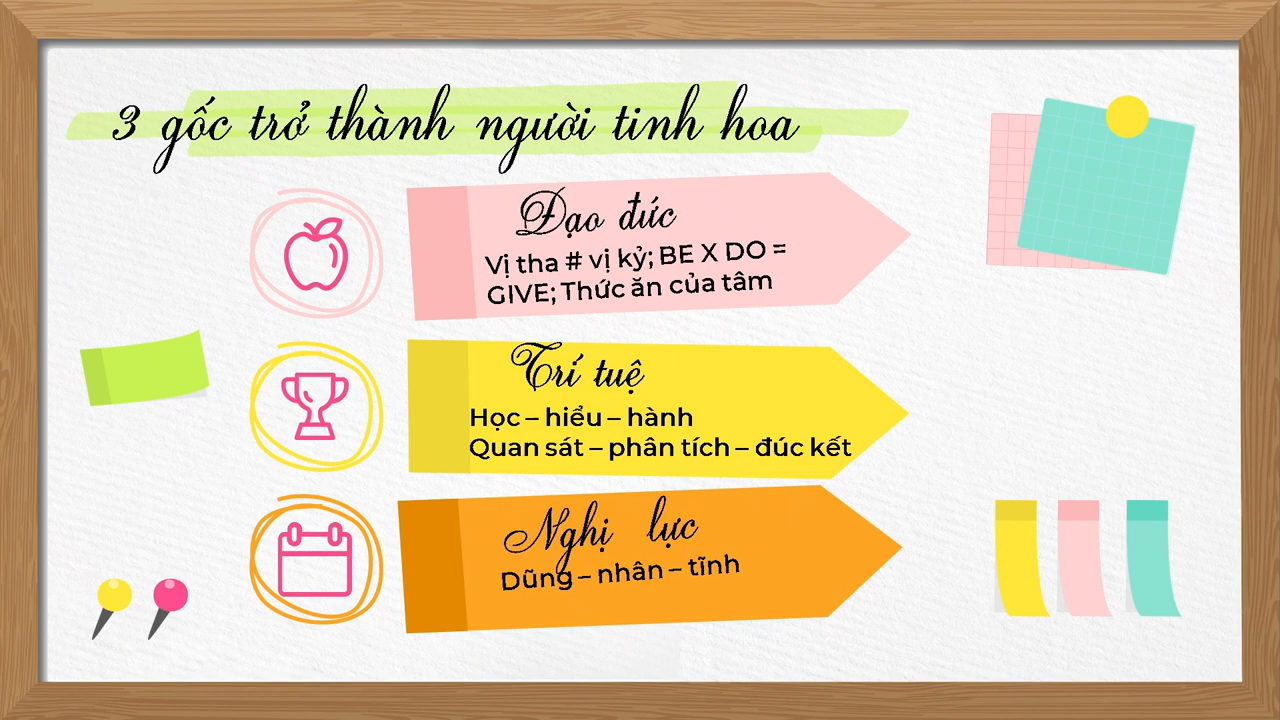 3 gốc trở thành người tinh hoa
Đạo đức
Vị tha # vị kỷ; BE X DO =
GIVE; Thức ăn của tâm
Trí tuệ
Học – hiểu – hành
Quan sát – phân tích – đúc kết
Nghị lực
Dũng – nhân – tĩnh